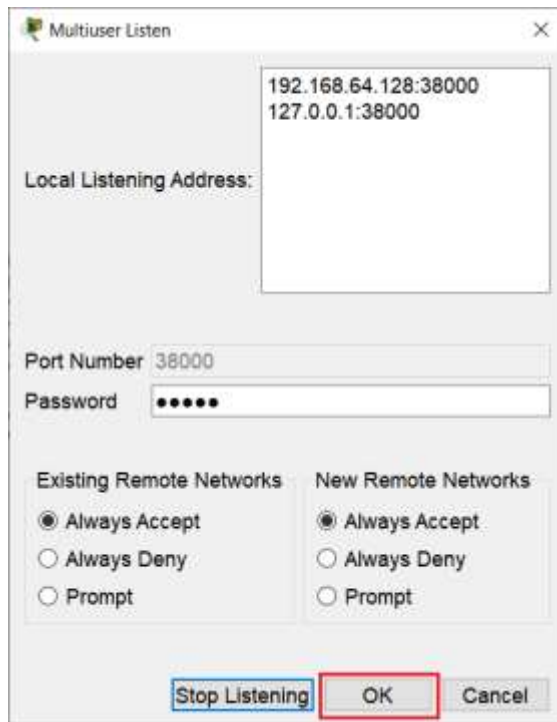 Multiuser Listen
192.168.64.128:38000
127.0.0.1:38000
Local Listening Address:
Port Number 38000
Password ●●●●●
Existing Remote Networks
Always Accept
Always Deny
Prompt
New Remote Networks
Always Accept
Always Deny
Prompt
Stop Listening OK Cancel